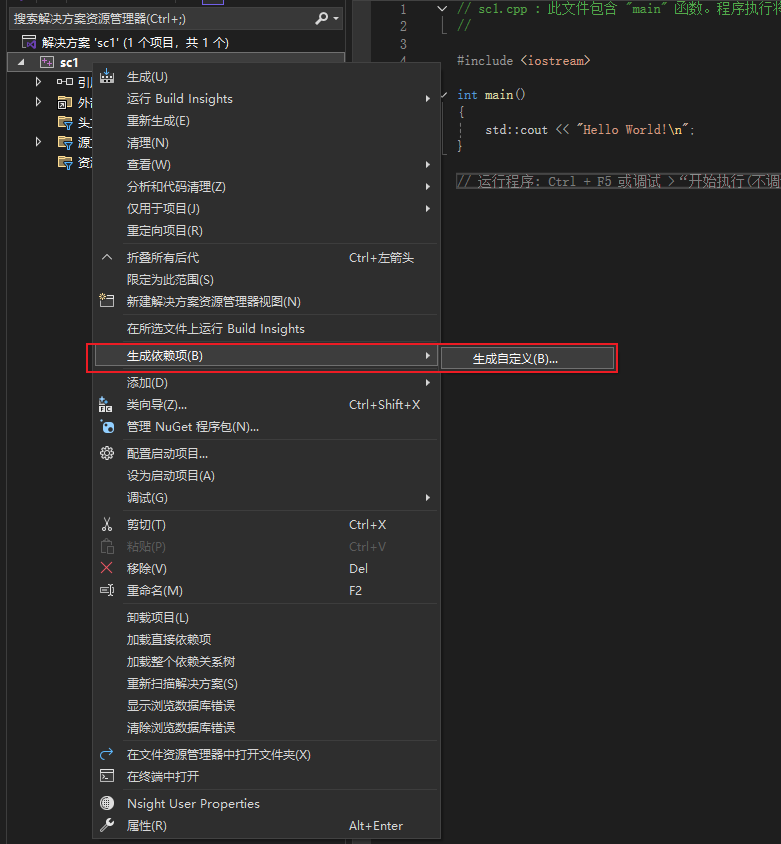 搜索解决方案资源管理器(Ctrl+;)
解决方案 'sc1' (1 个项目，共 1 个)
sc1
引
外
头
源
资
生成(U)
运行 Build Insights
重新生成(E)
清理(N)
查看(W)
分析和代码清理(Z)
仅用于项目(J)
重定向项目(R)
折叠所有后代 Ctrl+左箭头
限定为此范围(S)
新建解决方案资源管理器视图(N)
在所选文件上运行 Build Insights
生成依赖项(B)
生成自定义(B)...
添加(D)
类向导(Z)... Ctrl+Shift+X
管理 NuGet 程序包(N)...
配置启动项目...
设为启动项目(A)
调试(G)
剪切(T) Ctrl+X
粘贴(P) Ctrl+V
移除(V) Del
重命名(M) F2
卸载项目(L)
加载直接依赖项
加载整个依赖关系树
重新扫描解决方案(S)
显示浏览数据库错误
清除浏览数据库错误
在文件资源管理器中打开文件夹(X)
在终端中打开
Nsight User Properties
属性(R) Alt+Enter
1 // sc1.cpp : 此文件包含 "main" 函数。程序执行将
2 //
3
4 #include <iostream>
int main()
{
std::cout << "Hello World!\n";
}
// 运行程序: Ctrl + F5 或调试 >“开始执行(不调